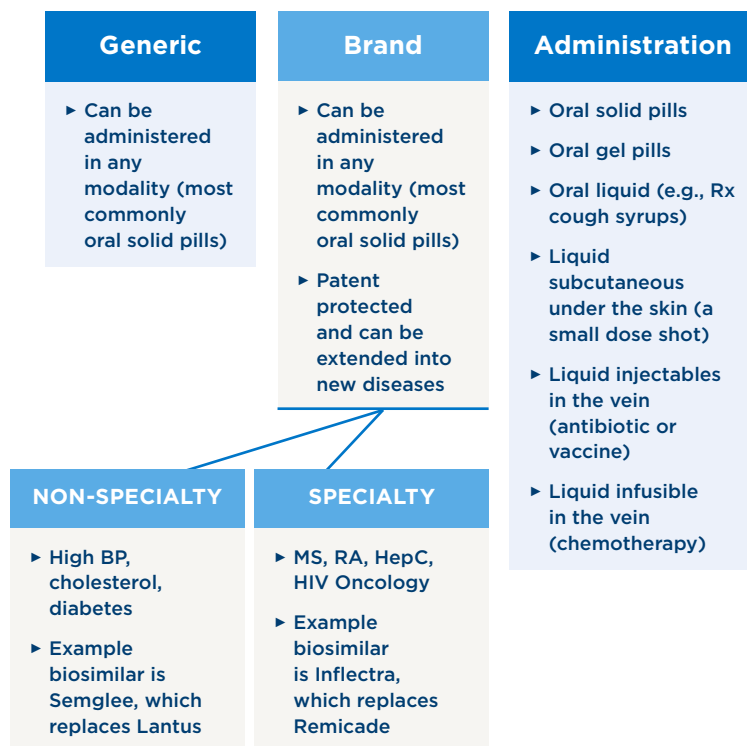 Generic
► Can be
administered
in any
modality (most
commonly
oral solid pills)
Brand
► Can be
administered
in any
modality (most
commonly
oral solid pills)
► Patent
protected
and can be
extended into
new diseases
Administration
► Oral solid pills
► Oral gel pills
► Oral liquid (e.g., Rx
cough syrups)
► Liquid
subcutaneous
under the skin (a
small dose shot)
► Liquid injectables
in the vein
(antibiotic or
vaccine)
► Liquid infusible
in the vein
(chemotherapy)
NON-SPECIALTY
► High BP,
cholesterol,
diabetes
► Example
biosimilar is
Semglee, which
replaces Lantus
SPECIALTY
► MS, RA, HepC,
HIV Oncology
► Example
biosimilar
is Inflectra,
which replaces
Remicade